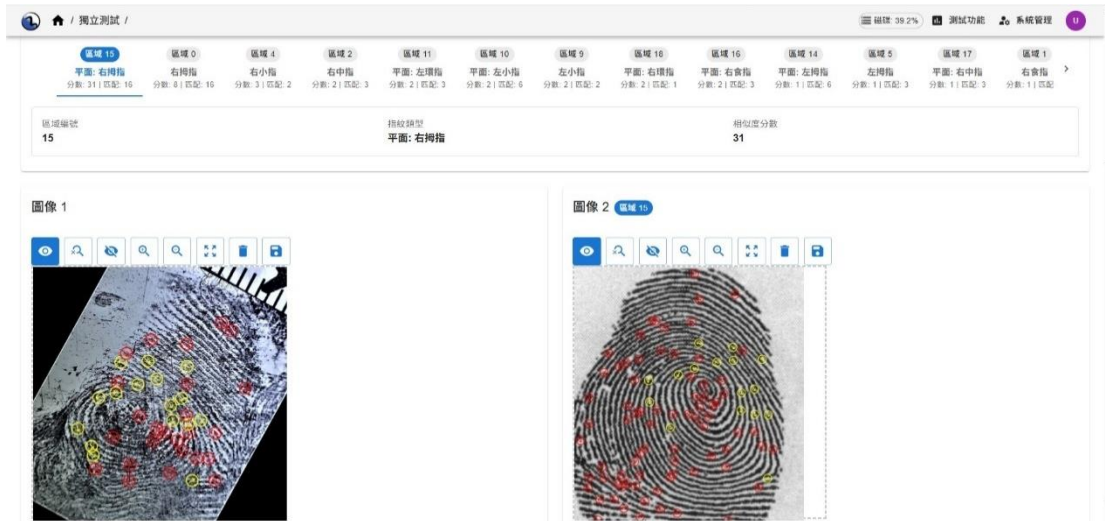 / 獨立測試 /
磁碟: 39.2%
測試功能
系統管理
U
區域 15 區域 0 區域 4 區域 2 區域 11 區域 10 區域 9 區域 18 區域 16 區域 14 區域 5 區域 17 區域 1
平面: 右拇指 右拇指 右小指 右中指 平面: 左環指 平面: 左小指 左小指 平面: 右環指 平面: 右食指 平面: 左拇指 左拇指 平面: 右中指 右食指
分數: 31 | 匹配: 16 分數: 8 | 匹配: 16 分數: 3 | 匹配: 2 分數: 2 | 匹配: 3 分數: 2 | 匹配: 3 分數: 2 | 匹配: 6 分數: 2 | 匹配: 2 分數: 2 | 匹配: 1 分數: 2 | 匹配: 3 分數: 1 | 匹配: 6 分數: 1 | 匹配: 3 分數: 1 | 匹配: 3 分數: 1 | 匹配
區域編號 指紋類型 相似度分數
15 平面: 右拇指 31
圖像 1
圖像 2 區域 15